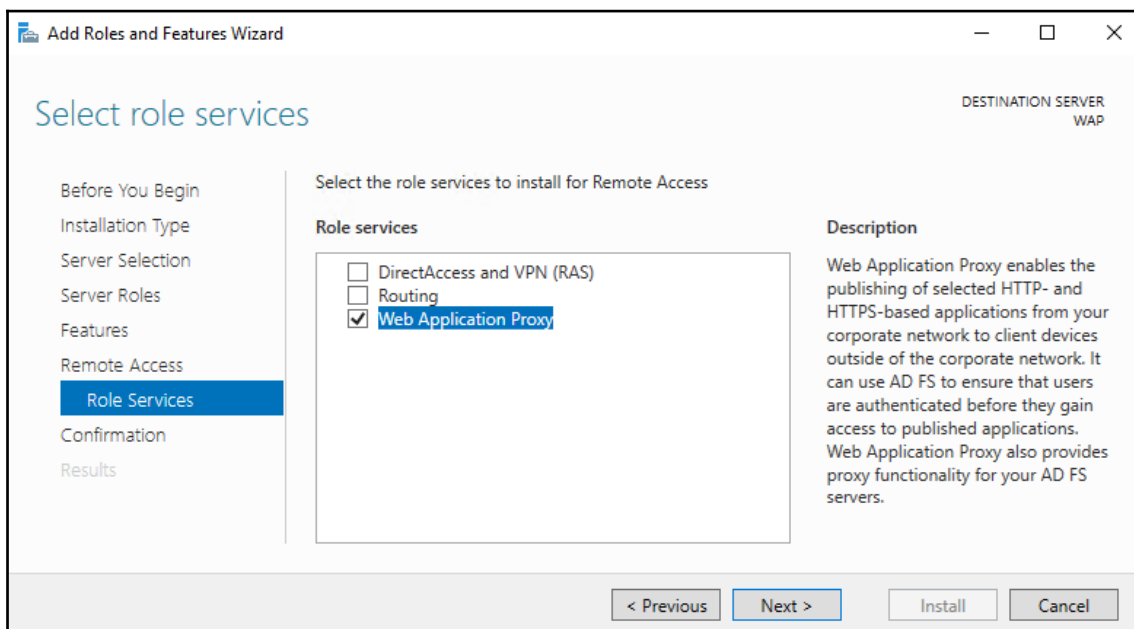 Add Roles and Features Wizard
Select role services
DESTINATION SERVER
WAP
Before You Begin
Installation Type
Server Selection
Server Roles
Features
Remote Access
Role Services
Confirmation
Results
Select the role services to install for Remote Access
Role services
DirectAccess and VPN (RAS)
Routing
Web Application Proxy
Description
Web Application Proxy enables the
publishing of selected HTTP- and
HTTPS-based applications from your
corporate network to client devices
outside of the corporate network. It
can use AD FS to ensure that users
are authenticated before they gain
access to published applications.
Web Application Proxy also provides
proxy functionality for your AD FS
servers.
< Previous
Next >
Install
Cancel